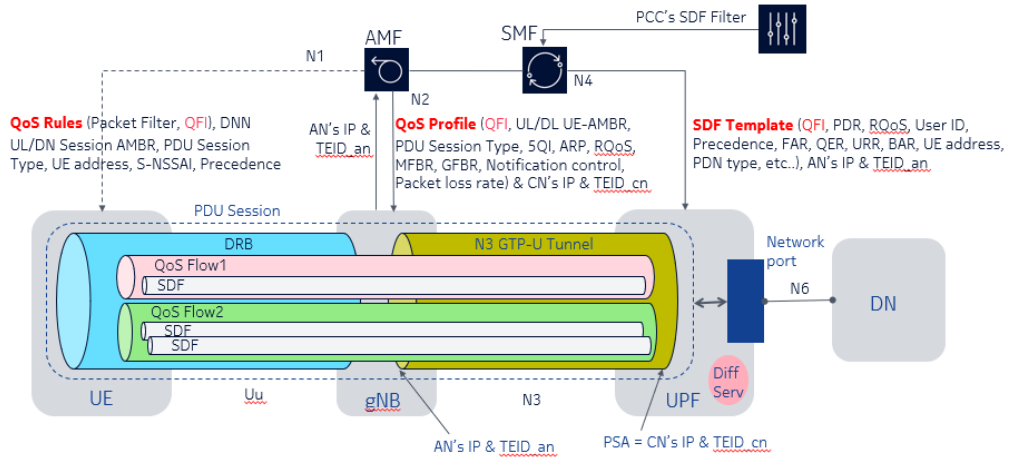 PCC's SDF Filter
AMF
SMF
N1
N2
N4
QoS Rules (Packet Filter, QFI), DNN
UL/DN Session AMBR, PDU Session
Type, UE address, S-NSSAI, Precedence
AN's IP &
TEID_an
QoS Profile (QFI, UL/DL UE-AMBR,
PDU Session Type, 5QI, ARP, RQoS,
MFBR, GFBR, Notification control,
Packet loss rate) & CN's IP & TEID_cn
SDF Template (QFI, PDR, RQoS, User ID,
Precedence, FAR, QER, URR, BAR, UE address,
PDN type, etc..), AN's IP & TEID_an
PDU Session
DRB
N3 GTP-U Tunnel
QoS Flow1
SDF
QoS Flow2
SDF
SDF
Network
port
N6
DN
Diff
Serv
UE
Uu
gNB
N3
UPF
AN's IP & TEID_an
PSA = CN's IP & TEID_cn